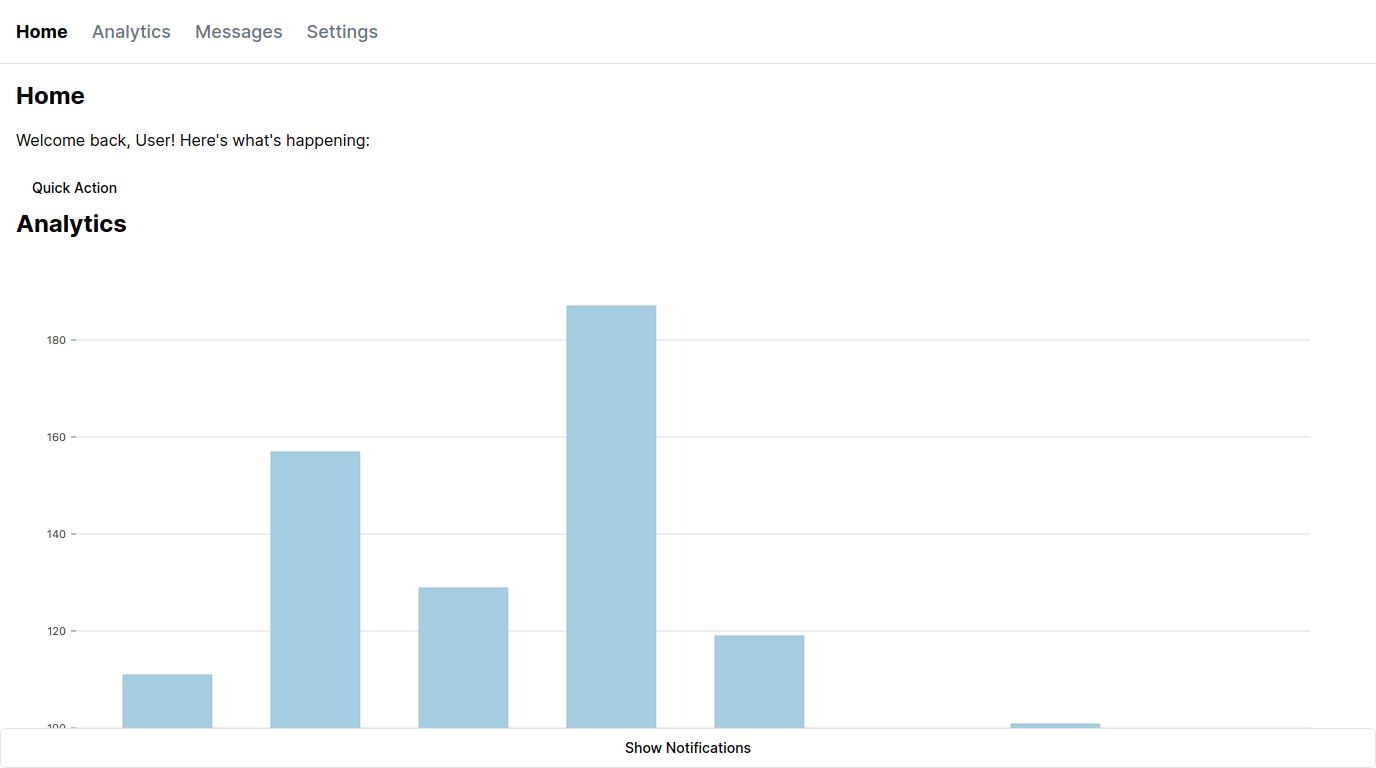 Home Analytics Messages Settings
Home
Welcome back, User! Here's what's happening:
Quick Action
Analytics
180
160
140
120
100
Show Notifications